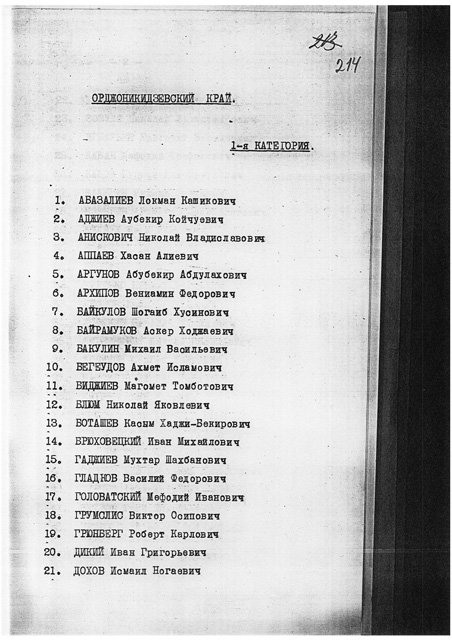 213
214
ОРДЖОНИКИДЗЕВСКИЙ КРАЙ.
1-я КАТЕГОРИЯ.
1. АБАЗАЛИЕВ Локман Кашикович
2. АДЖИЕВ Аубекир Койчуевич
3. АНИСКОВИЧ Николай Владиславович
4. АППАЕВ Хасан Алиевич
5. АРГУНОВ Абубекир Абдулахович
6. АРХИПОВ Вениамин Федорович
7. БАЙКУЛОВ Шогаиб Хусинович
8. БАЙРАМУКОВ Аскер Ходжаевич
9. БАКУЛИН Михаил Васильевич
10. БЕГЕУДОВ Ахмет Исламович
11. БИДЖИЕВ Магомет Томботович
12. БЛЮМ Николай Яковлевич
13. БОТАШЕВ Касым Хаджи-Бекирович
14. БРЮХОВЕЦКИЙ Иван Михайлович
15. ГАДЖИЕВ Мухтар Шахбанович
16. ГЛАДКОВ Василий Федорович
17. ГОЛОВАТСКИЙ Мефодий Иванович
18. ГРУМСЛИС Виктор Осипович
19. ГРЮНБЕРГ Роберт Карлович
20. ДИКИЙ Иван Григорьевич
21. ДОХОВ Исмаил Ногаевич